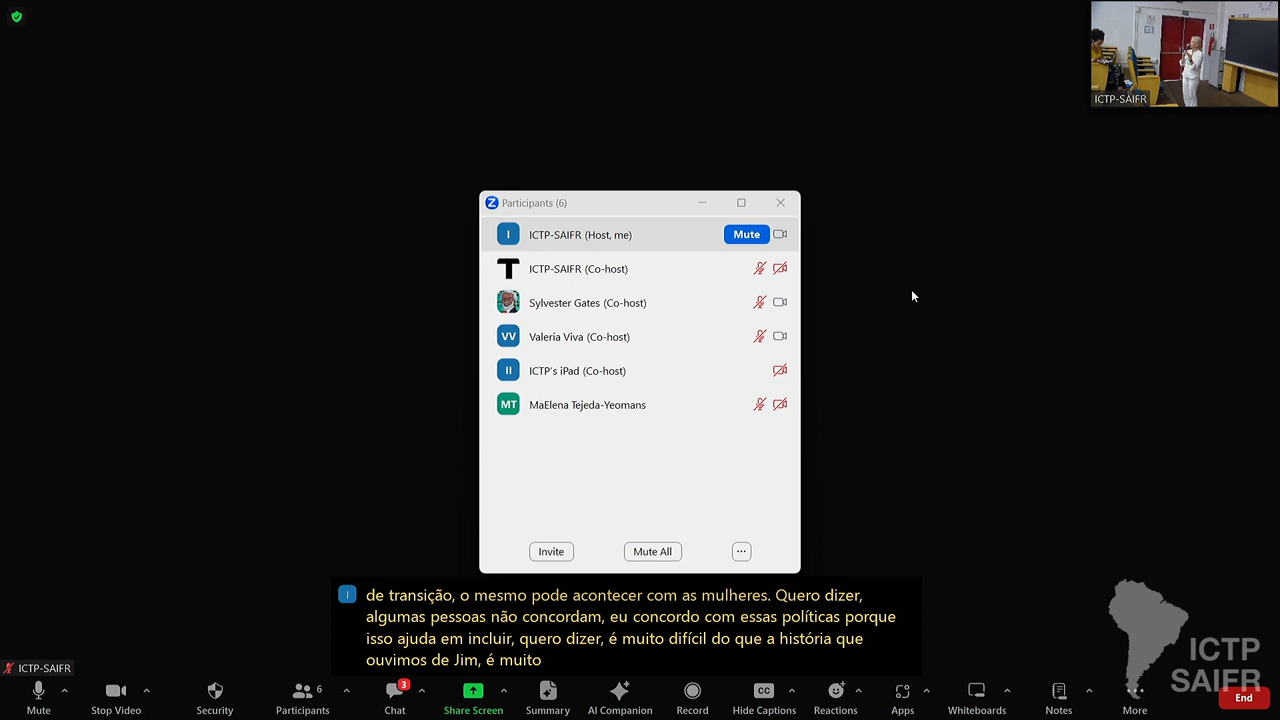 ICTP-SAIFR
Participants (6)
I
ICTP-SAIFR (Host, me)
Mute
ICTP-SAIFR (Co-host)
Sylvester Gates (Co-host)
VV
Valeria Viva (Co-host)
II
ICTP's iPad (Co-host)
MT
MaElena Tejeda-Yeomans
Invite
Mute All
...
I
de transição, o mesmo pode acontecer com as mulheres. Quero dizer,
algumas pessoas não concordam, eu concordo com essas políticas porque
isso ajuda em incluir, quero dizer, é muito difícil do que a história que
ouvimos de Jim, é muito
ICTP
SAIFR
ICTP-SAIFR
6
3
CC
Mute
Stop Video
Security
Participants
Chat
Share Screen
Summary
AI Companion
Record
Hide Captions
Reactions
Apps
Whiteboards
Notes
More
End